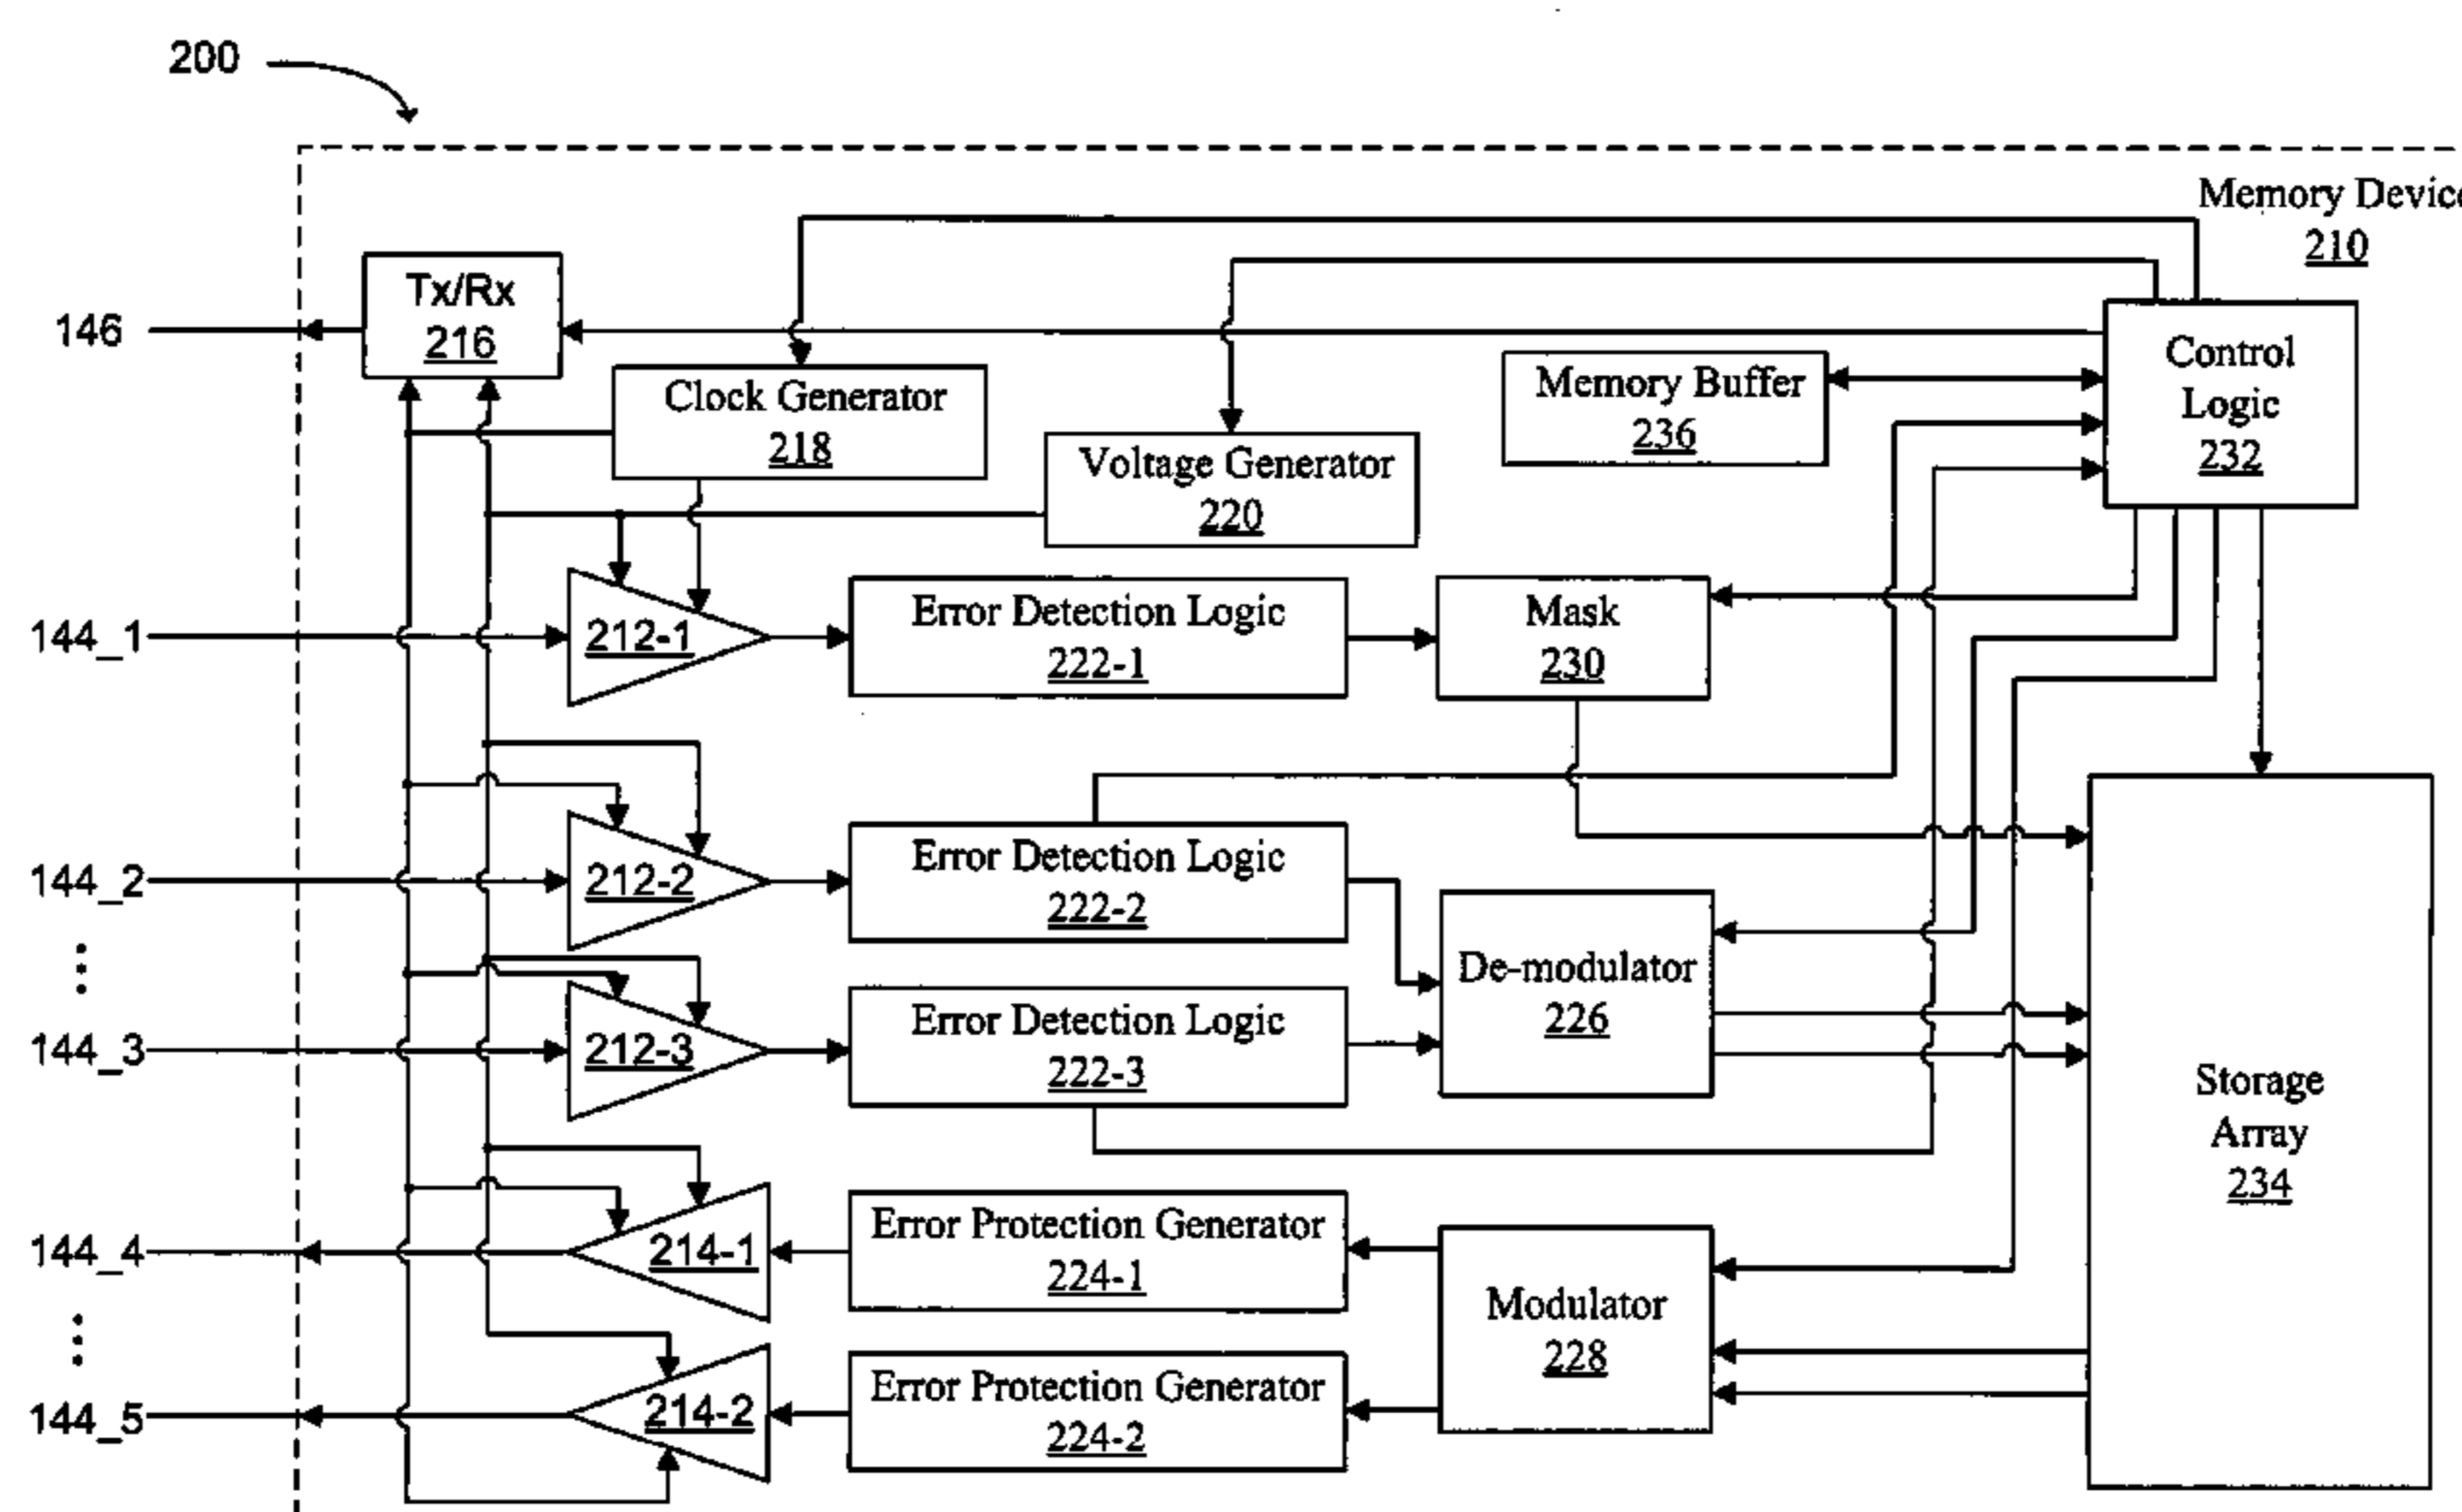 200
Memory Device
210
Tx/Rx
216
146
Control
Logic
232
Memory Buffer
236
Clock Generator
218
Voltage Generator
220
144_1
212-1
Error Detection Logic
222-1
Mask
230
144_2
212-2
Error Detection Logic
222-2
De-modulator
226
144_3
212-3
Error Detection Logic
222-3
Storage
Array
234
144_4
214-1
Error Protection Generator
224-1
Modulator
228
144_5
214-2
Error Protection Generator
224-2